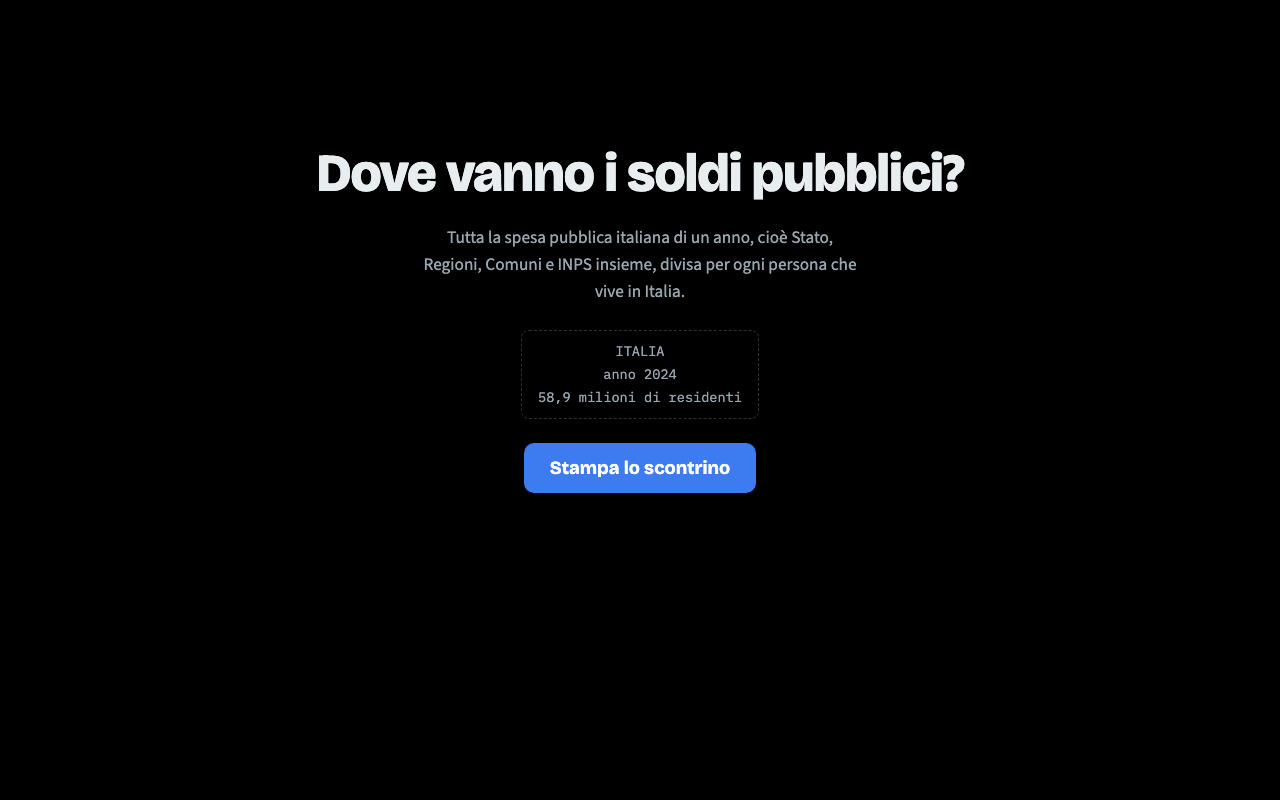 Dove vanno i soldi pubblici?
Tutta la spesa pubblica italiana di un anno, cioè Stato,
Regioni, Comuni e INPS insieme, divisa per ogni persona che
vive in Italia.
ITALIA
anno 2024
58,9 milioni di residenti
Stampa lo scontrino